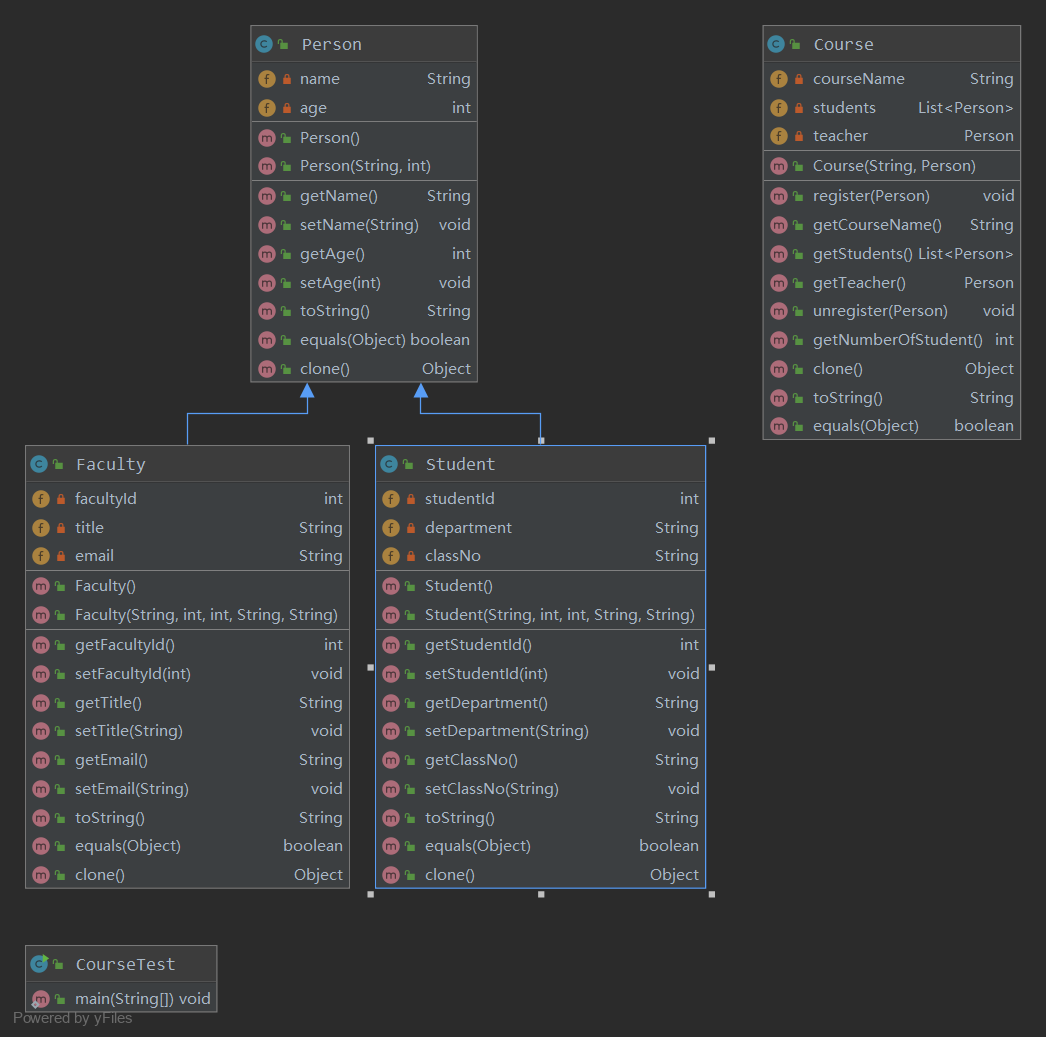 Person
name String
age int
Person()
Person(String, int)
getName() String
setName(String) void
getAge() int
setAge(int) void
toString() String
equals(Object) boolean
clone() Object
Course
courseName String
students List<Person>
teacher Person
Course(String, Person)
register(Person) void
getCourseName() String
getStudents() List<Person>
getTeacher() Person
unregister(Person) void
getNumberOfStudent() int
clone() Object
toString() String
equals(Object) boolean
Faculty
facultyId int
title String
email String
Faculty()
Faculty(String, int, int, String, String)
getFacultyId() int
setFacultyId(int) void
getTitle() String
setTitle(String) void
getEmail() String
setEmail(String) void
toString() String
equals(Object) boolean
clone() Object
Student
studentId int
department String
classNo String
Student()
Student(String, int, int, String, String)
getStudentId() int
setStudentId(int) void
getDepartment() String
setDepartment(String) void
getClassNo() String
setClassNo(String) void
toString() String
equals(Object) boolean
clone() Object
CourseTest
main(String[]) void
Powered by yFiles